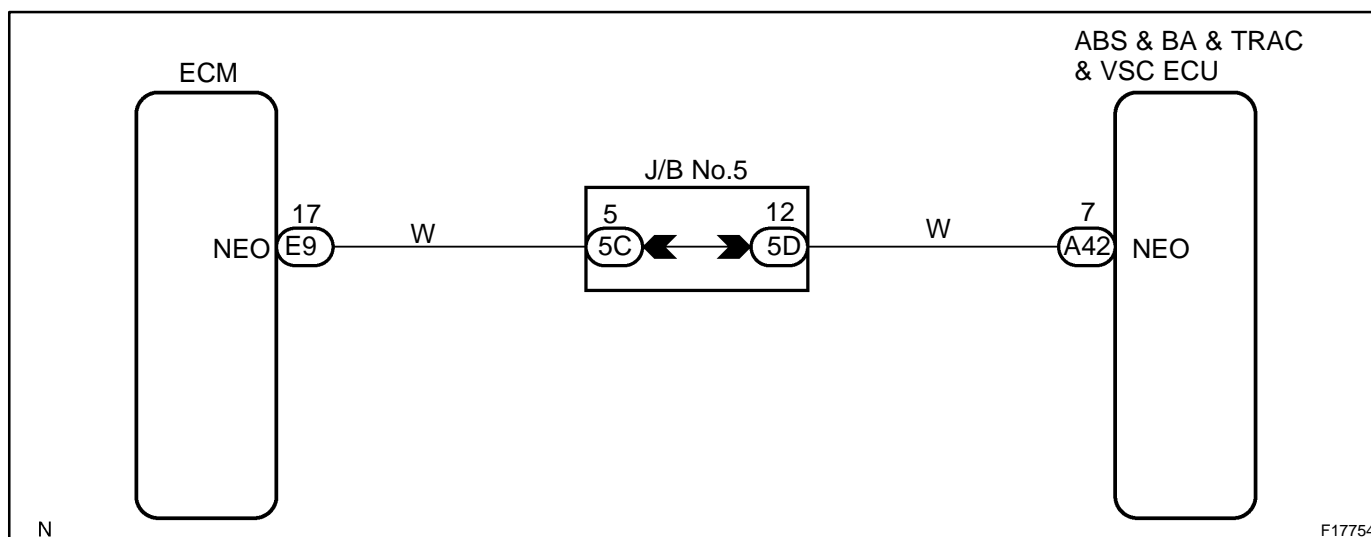 ECM
ABS & BA & TRAC
& VSC ECU
J/B No.5
17
5
12
7
NEO
E9
W
5C
5D
W
A42
NEO
N
F17754